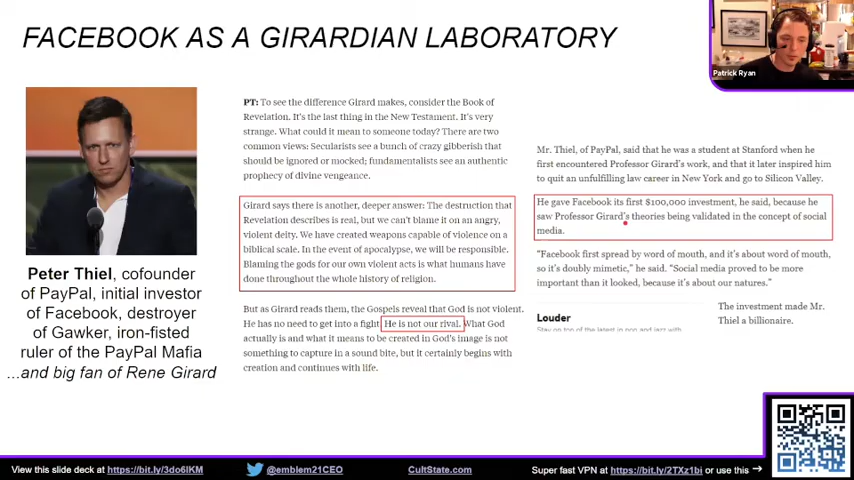 FACEBOOK AS A GIRARDIAN LABORATORY
Patrick Ryan
Peter Thiel, cofounder
of PayPal, initial investor
of Facebook, destroyer
of Gawker, iron-fisted
ruler of the PayPal Mafia
...and big fan of Rene Girard
PT: To see the difference Girard makes, consider the Book of
Revelation. It's the last thing in the New Testament. It's very
strange. What could it mean to someone today? There are two
common views: Secularists see a bunch of crazy gibberish that
should be ignored or mocked; fundamentalists see an authentic
prophecy of divine vengeance.
Girard says there is another, deeper answer: The destruction that
Revelation describes is real, but we can't blame it on an angry,
violent deity. We have created weapons capable of violence on a
biblical scale. In the event of apocalypse, we will be responsible.
Blaming the gods for our own violent acts is what humans have
done throughout the whole history of religion.
But as Girard reads them, the Gospels reveal that God is not violent.
He has no need to get into a fight. He is not our rival. What God
actually is and what it means to be created in God's image is not
something to capture in a sound bite, but it certainly begins with
creation and continues with life.
Mr. Thiel, of PayPal, said that he was a student at Stanford when he
first encountered Professor Girard's work, and that it later inspired him
to quit an unfulfilling law career in New York and go to Silicon Valley.
He gave Facebook its first $100,000 investment, he said, because he
saw Professor Girard's theories being validated in the concept of social
media.
"Facebook first spread by word of mouth, and it's about word of mouth,
so it's doubly mimetic," he said. "Social media proved to be more
important than it looked, because it's about our natures."
The investment made Mr.
Thiel a billionaire.
Louder
Stay on top of the latest in pop and jazz with
View this slide deck at https://bit.ly/3do6IKM
@emblem21CEO
CultState.com
Super fast VPN at https://bit.ly/2TXz1bi or use this